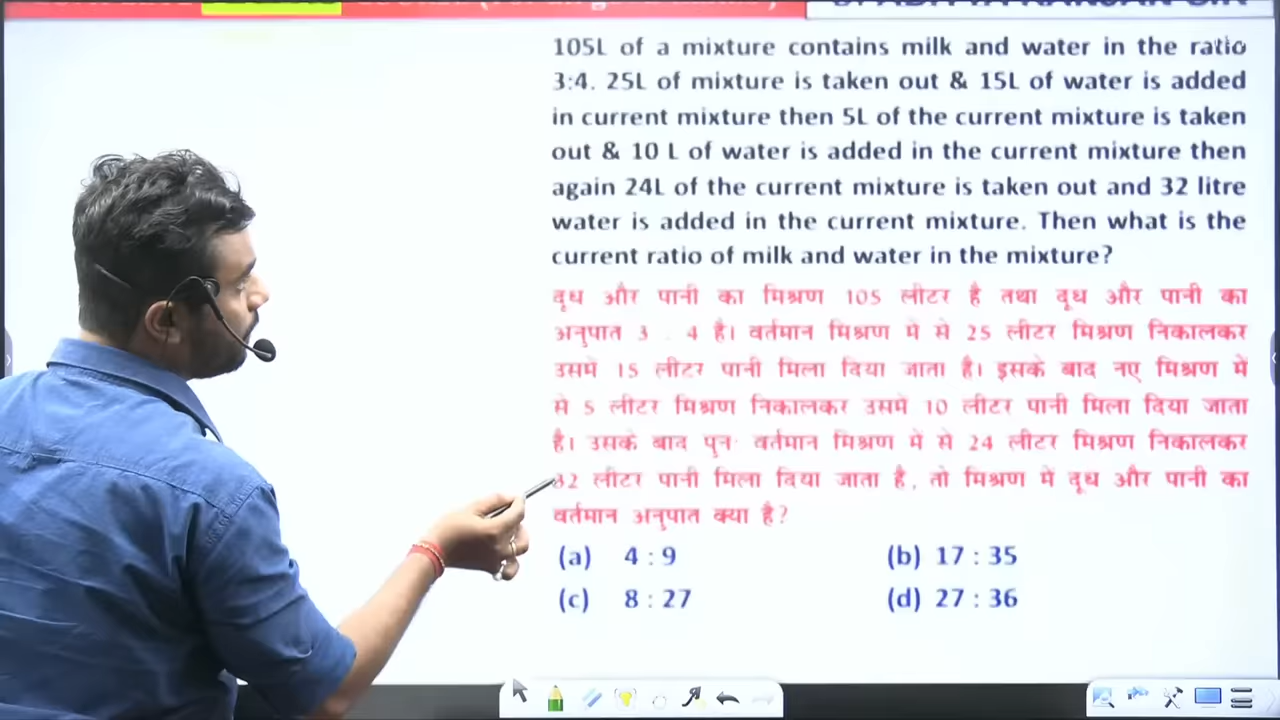 105L of a mixture contains milk and water in the ratio
3:4. 25L of mixture is taken out & 15L of water is added
in current mixture then 5L of the current mixture is taken
out & 10 L of water is added in the current mixture then
again 24L of the current mixture is taken out and 32 litre
water is added in the current mixture. Then what is the
current ratio of milk and water in the mixture?
दूध और पानी का मिश्रण 105 लीटर है तथा दूध और पानी का
अनुपात 3 : 4 है। वर्तमान मिश्रण में से 25 लीटर मिश्रण निकालकर
उसमें 15 लीटर पानी मिला दिया जाता है। इसके बाद नए मिश्रण में
से 5 लीटर मिश्रण निकालकर उसमें 10 लीटर पानी मिला दिया जाता
है। उसके बाद पुनः वर्तमान मिश्रण में से 24 लीटर मिश्रण निकालकर
32 लीटर पानी मिला दिया जाता है, तो मिश्रण में दूध और पानी का
वर्तमान अनुपात क्या है?
(a) 4 : 9 (b) 17 : 35
(c) 8 : 27 (d) 27 : 36